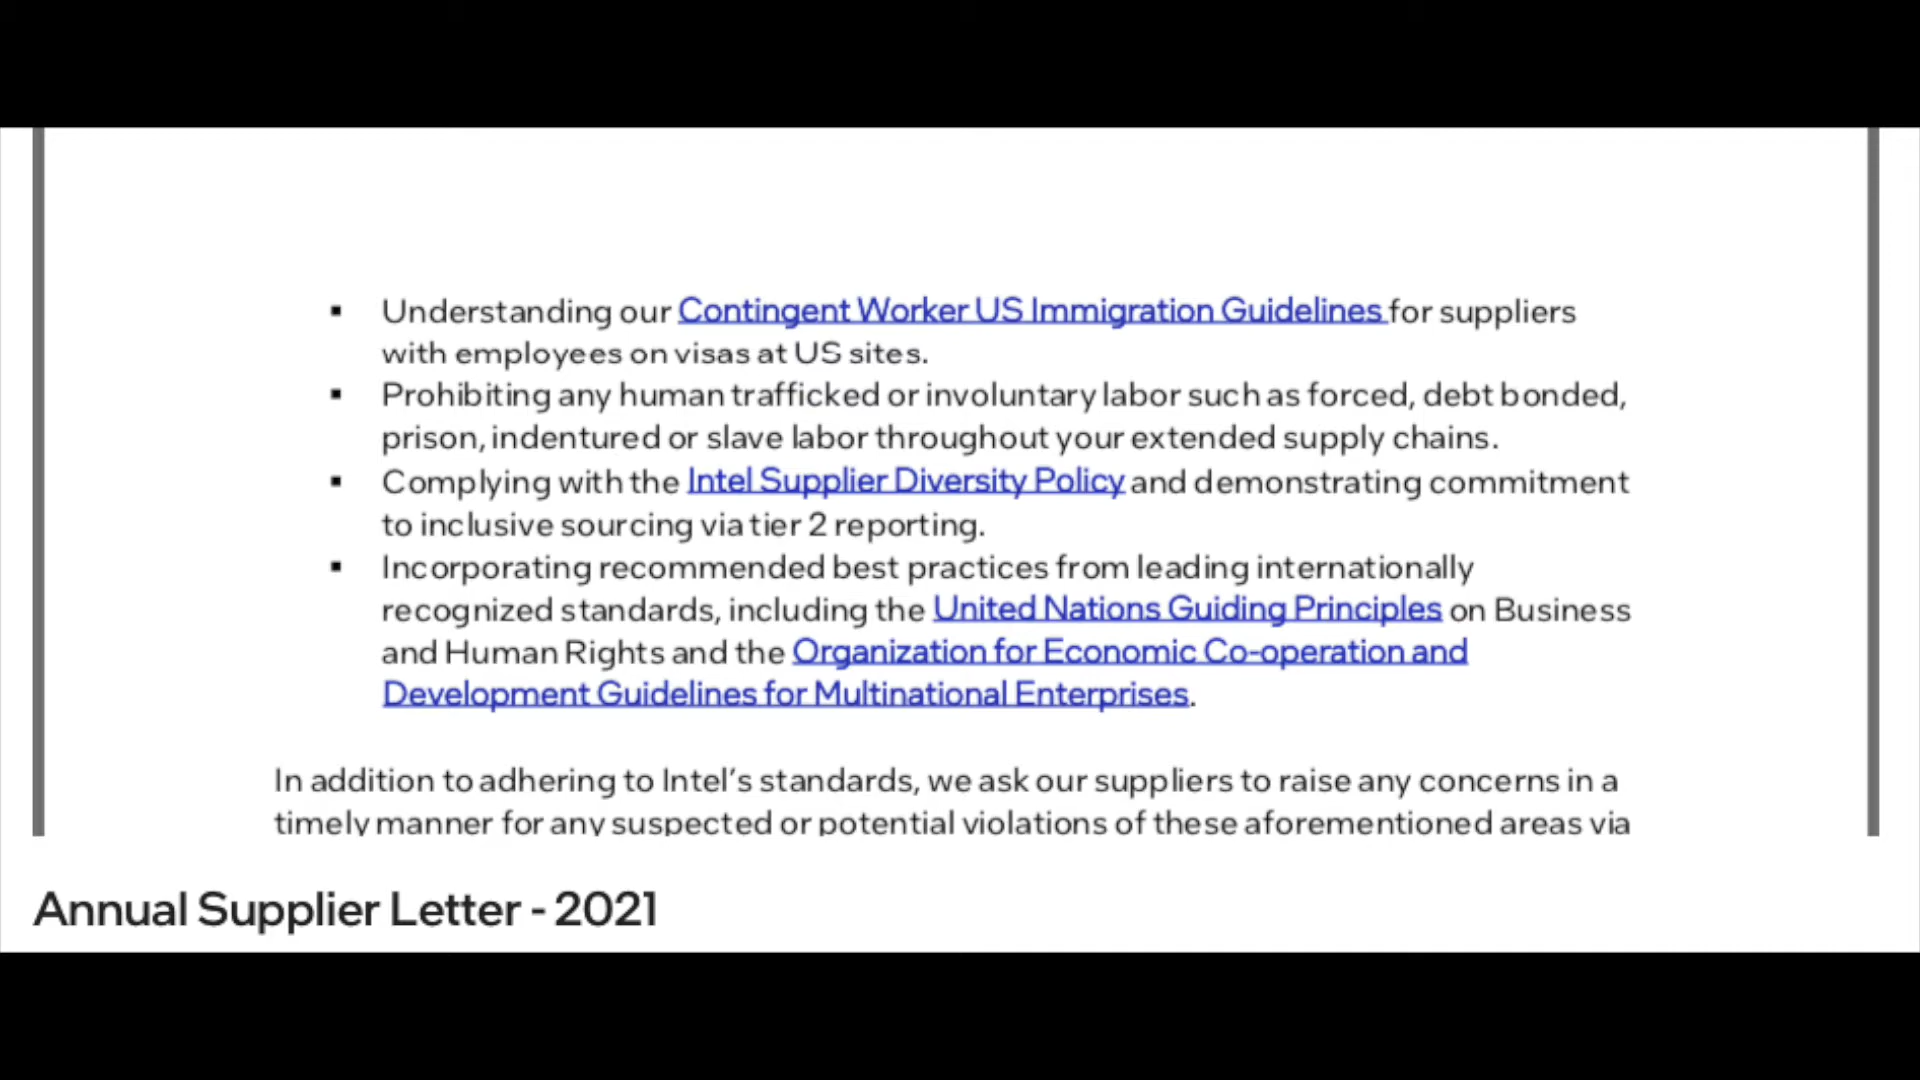 ▪ Understanding our Contingent Worker US Immigration Guidelines for suppliers
with employees on visas at US sites.
▪ Prohibiting any human trafficked or involuntary labor such as forced, debt bonded,
prison, indentured or slave labor throughout your extended supply chains.
▪ Complying with the Intel Supplier Diversity Policy and demonstrating commitment
to inclusive sourcing via tier 2 reporting.
▪ Incorporating recommended best practices from leading internationally
recognized standards, including the United Nations Guiding Principles on Business
and Human Rights and the Organization for Economic Co-operation and
Development Guidelines for Multinational Enterprises.
In addition to adhering to Intel’s standards, we ask our suppliers to raise any concerns in a
timely manner for any suspected or potential violations of these aforementioned areas via
Annual Supplier Letter - 2021